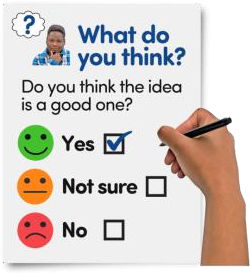 ?
What do
you think?
Do you think the idea
is a good one?
Yes
Not sure
No